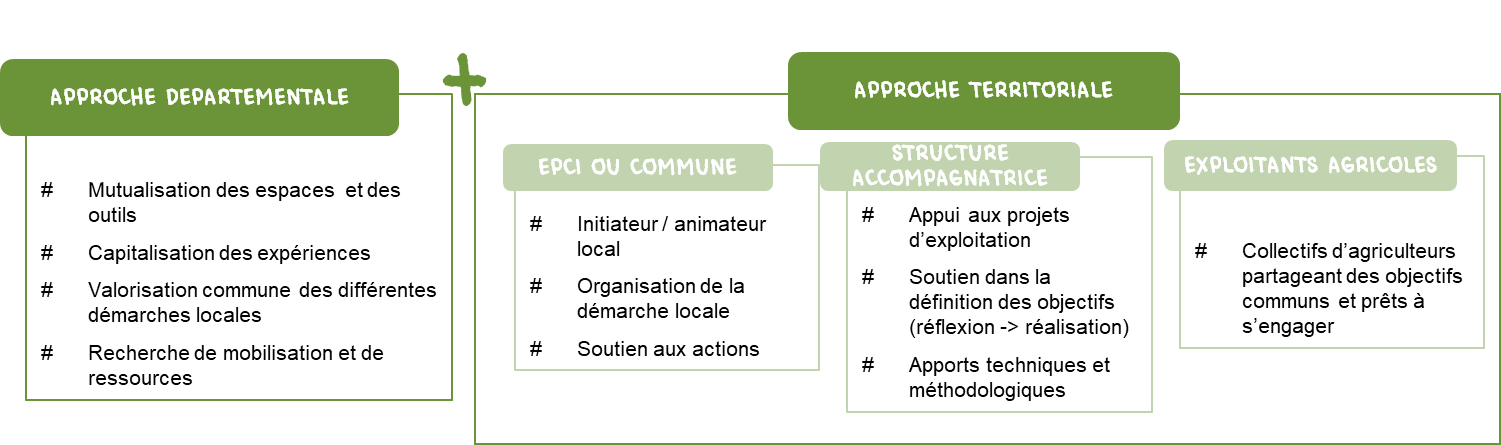 APPROCHE DEPARTEMENTALE
# Mutualisation des espaces et des
outils
# Capitalisation des expériences
# Valorisation commune des différentes
démarches locales
# Recherche de mobilisation et de
ressources
+
APPROCHE TERRITORIALE
EPCI OU COMMUNE
# Initiateur / animateur
local
# Organisation de la
démarche locale
# Soutien aux actions
STRUCTURE
ACCOMPAGNATRICE
# Appui aux projets
d’exploitation
# Soutien dans la
définition des objectifs
(réflexion -> réalisation)
# Apports techniques et
méthodologiques
EXPLOITANTS AGRICOLES
# Collectifs d’agriculteurs
partageant des objectifs
communs et prêts à
s’engager